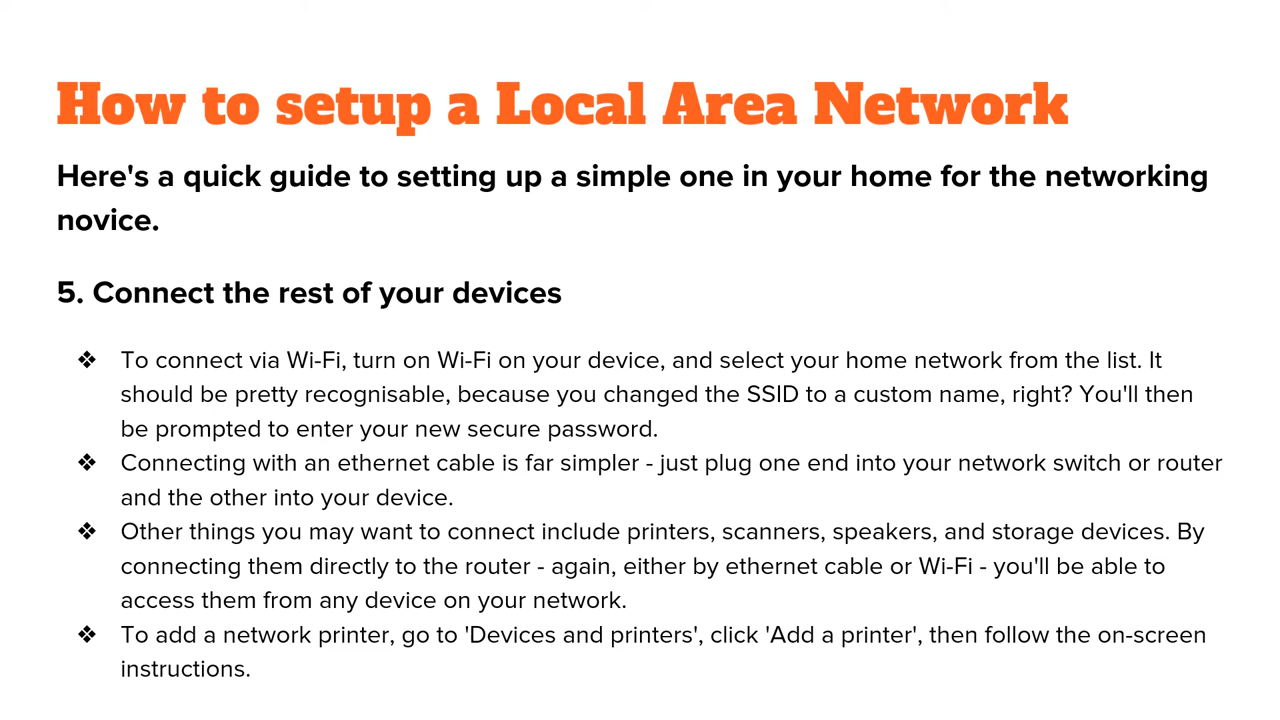 How to setup a Local Area Network
Here's a quick guide to setting up a simple one in your home for the networking
novice.
5. Connect the rest of your devices
❖ To connect via Wi-Fi, turn on Wi-Fi on your device, and select your home network from the list. It
should be pretty recognisable, because you changed the SSID to a custom name, right? You'll then
be prompted to enter your new secure password.
❖ Connecting with an ethernet cable is far simpler - just plug one end into your network switch or router
and the other into your device.
❖ Other things you may want to connect include printers, scanners, speakers, and storage devices. By
connecting them directly to the router - again, either by ethernet cable or Wi-Fi - you'll be able to
access them from any device on your network.
❖ To add a network printer, go to 'Devices and printers', click 'Add a printer', then follow the on-screen
instructions.